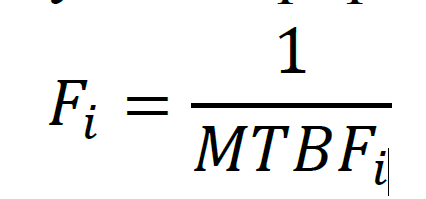 F_i = 1 / MTBF_i